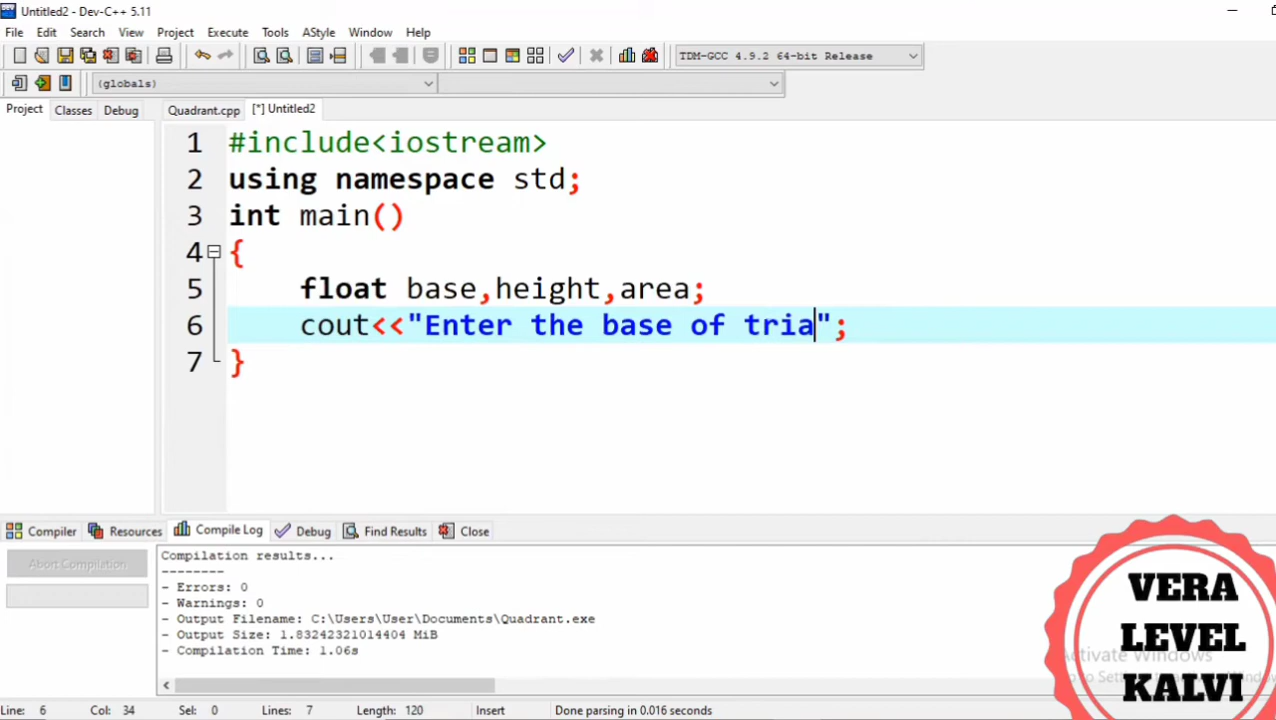 Untitled2 - Dev-C++ 5.11
File Edit Search View Project Execute Tools AStyle Window Help
TDM-GCC 4.9.2 64-bit Release
(globals)
Project Classes Debug Quadrant.cpp [*] Untitled2
1 #include<iostream>
2 using namespace std;
3 int main()
4 {
5 float base,height,area;
6 cout<<"Enter the base of tria";
7 }
Compiler Resources Compile Log Debug Find Results Close
Abort Compilation
Compilation results...
--------
- Errors: 0
- Warnings: 0
- Output Filename: C:\Users\User\Documents\Quadrant.exe
- Output Size: 1.83242321014404 MiB
- Compilation Time: 1.06s
VERA
LEVEL
KALVI
Activate Windows
Line: 6 Col: 34 Sel: 0 Lines: 7 Length: 120 Insert Done parsing in 0.016 seconds